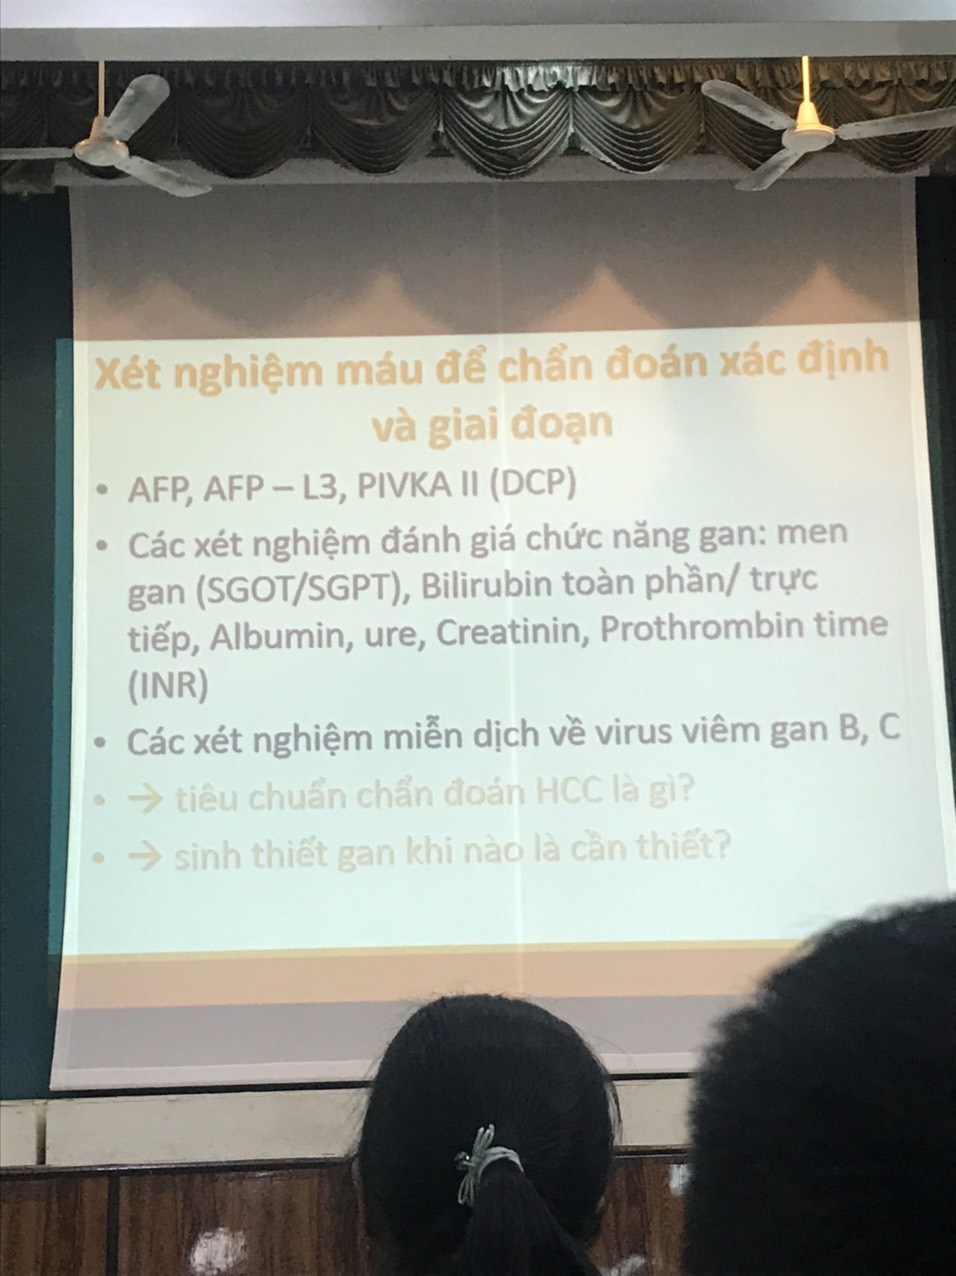 Xét nghiệm máu để chẩn đoán xác định
và giai đoạn
• AFP, AFP – L3, PIVKA II (DCP)
• Các xét nghiệm đánh giá chức năng gan: men
gan (SGOT/SGPT), Bilirubin toàn phần/ trực
tiếp, Albumin, ure, Creatinin, Prothrombin time
(INR)
• Các xét nghiệm miễn dịch về virus viêm gan B, C
• → tiêu chuẩn chẩn đoán HCC là gì?
• → sinh thiết gan khi nào là cần thiết?